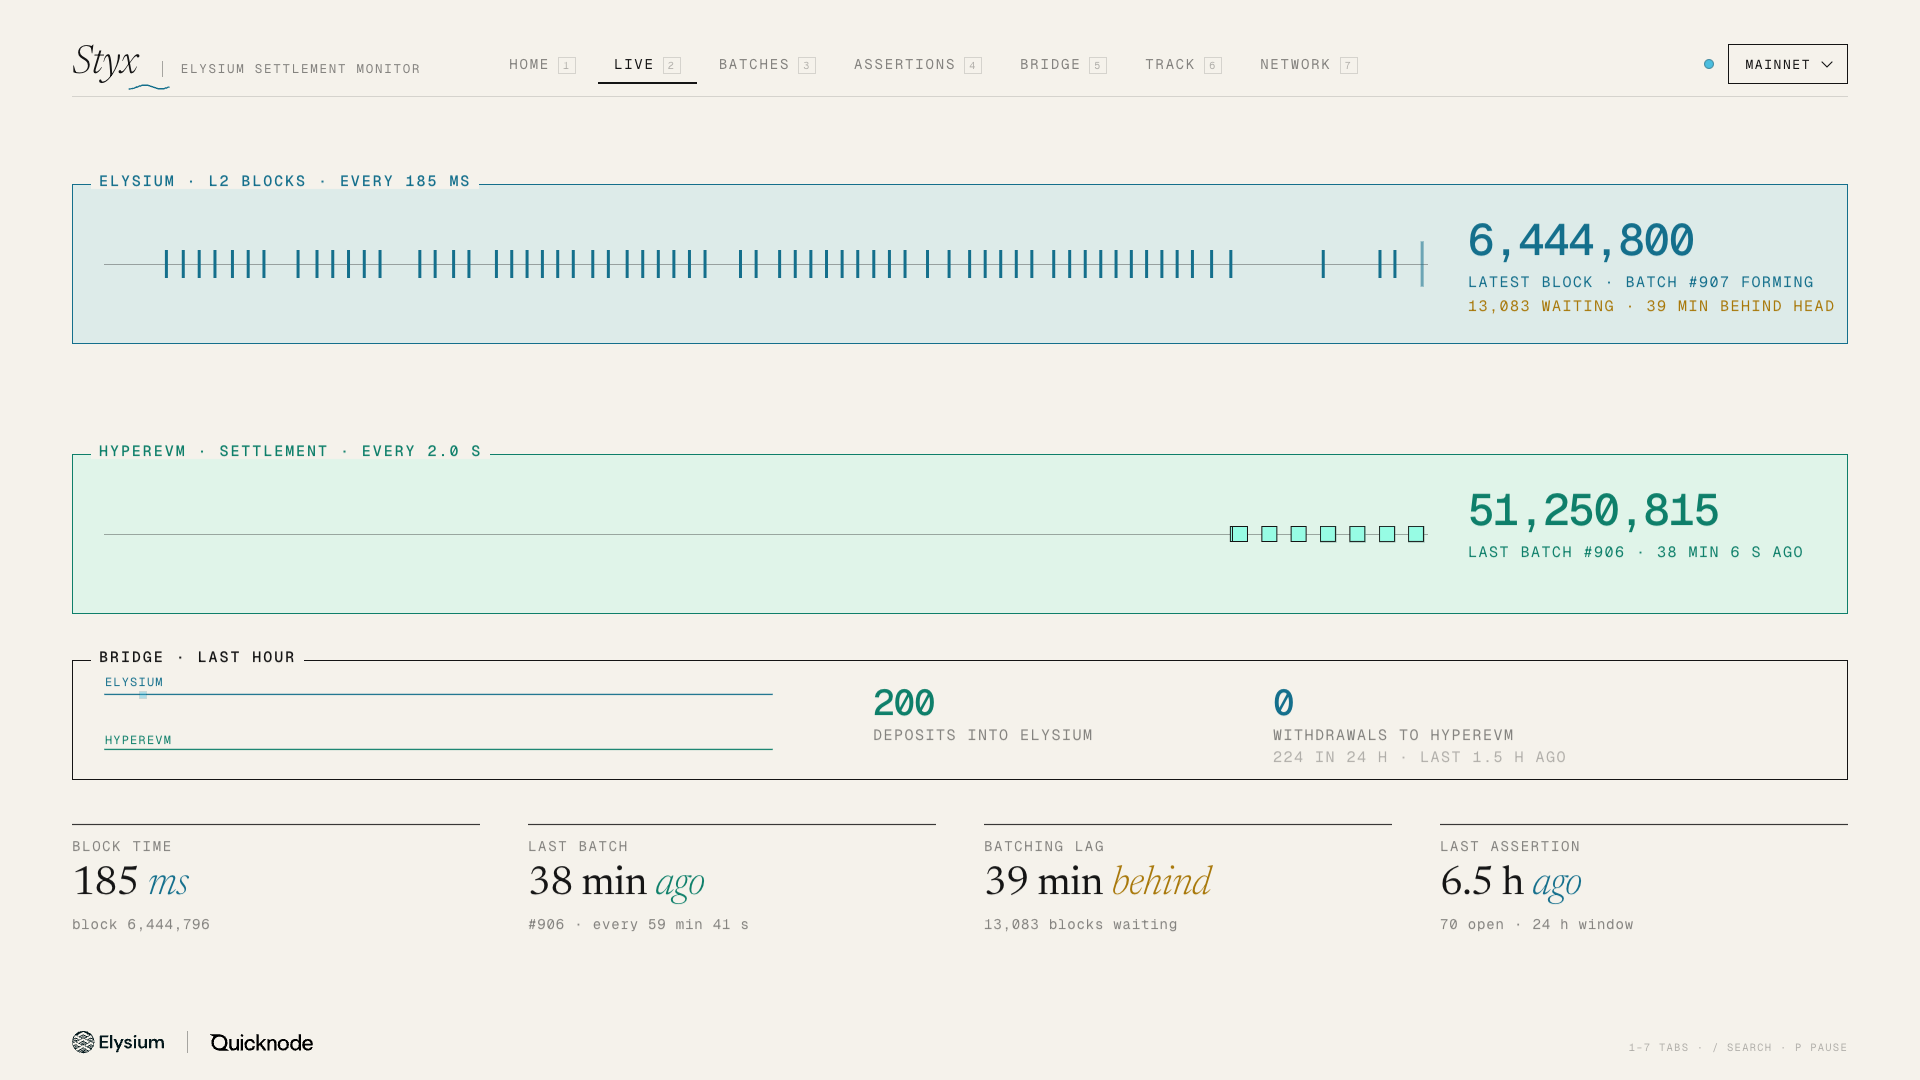 Styx
ELYSIUM SETTLEMENT MONITOR
HOME 1
LIVE 2
BATCHES 3
ASSERTIONS 4
BRIDGE 5
TRACK 6
NETWORK 7
MAINNET
ELYSIUM · L2 BLOCKS · EVERY 185 MS
6,444,800
LATEST BLOCK · BATCH #907 FORMING
13,083 WAITING · 39 MIN BEHIND HEAD
HYPEREVM · SETTLEMENT · EVERY 2.0 S
51,250,815
LAST BATCH #906 · 38 MIN 6 S AGO
BRIDGE · LAST HOUR
ELYSIUM
HYPEREVM
200
DEPOSITS INTO ELYSIUM
0
WITHDRAWALS TO HYPEREVM
224 IN 24 H · LAST 1.5 H AGO
BLOCK TIME
185 ms
block 6,444,796
LAST BATCH
38 min ago
#906 · every 59 min 41 s
BATCHING LAG
39 min behind
13,083 blocks waiting
LAST ASSERTION
6.5 h ago
70 open · 24 h window
Elysium
Quicknode
1–7 TABS · / SEARCH · P PAUSE